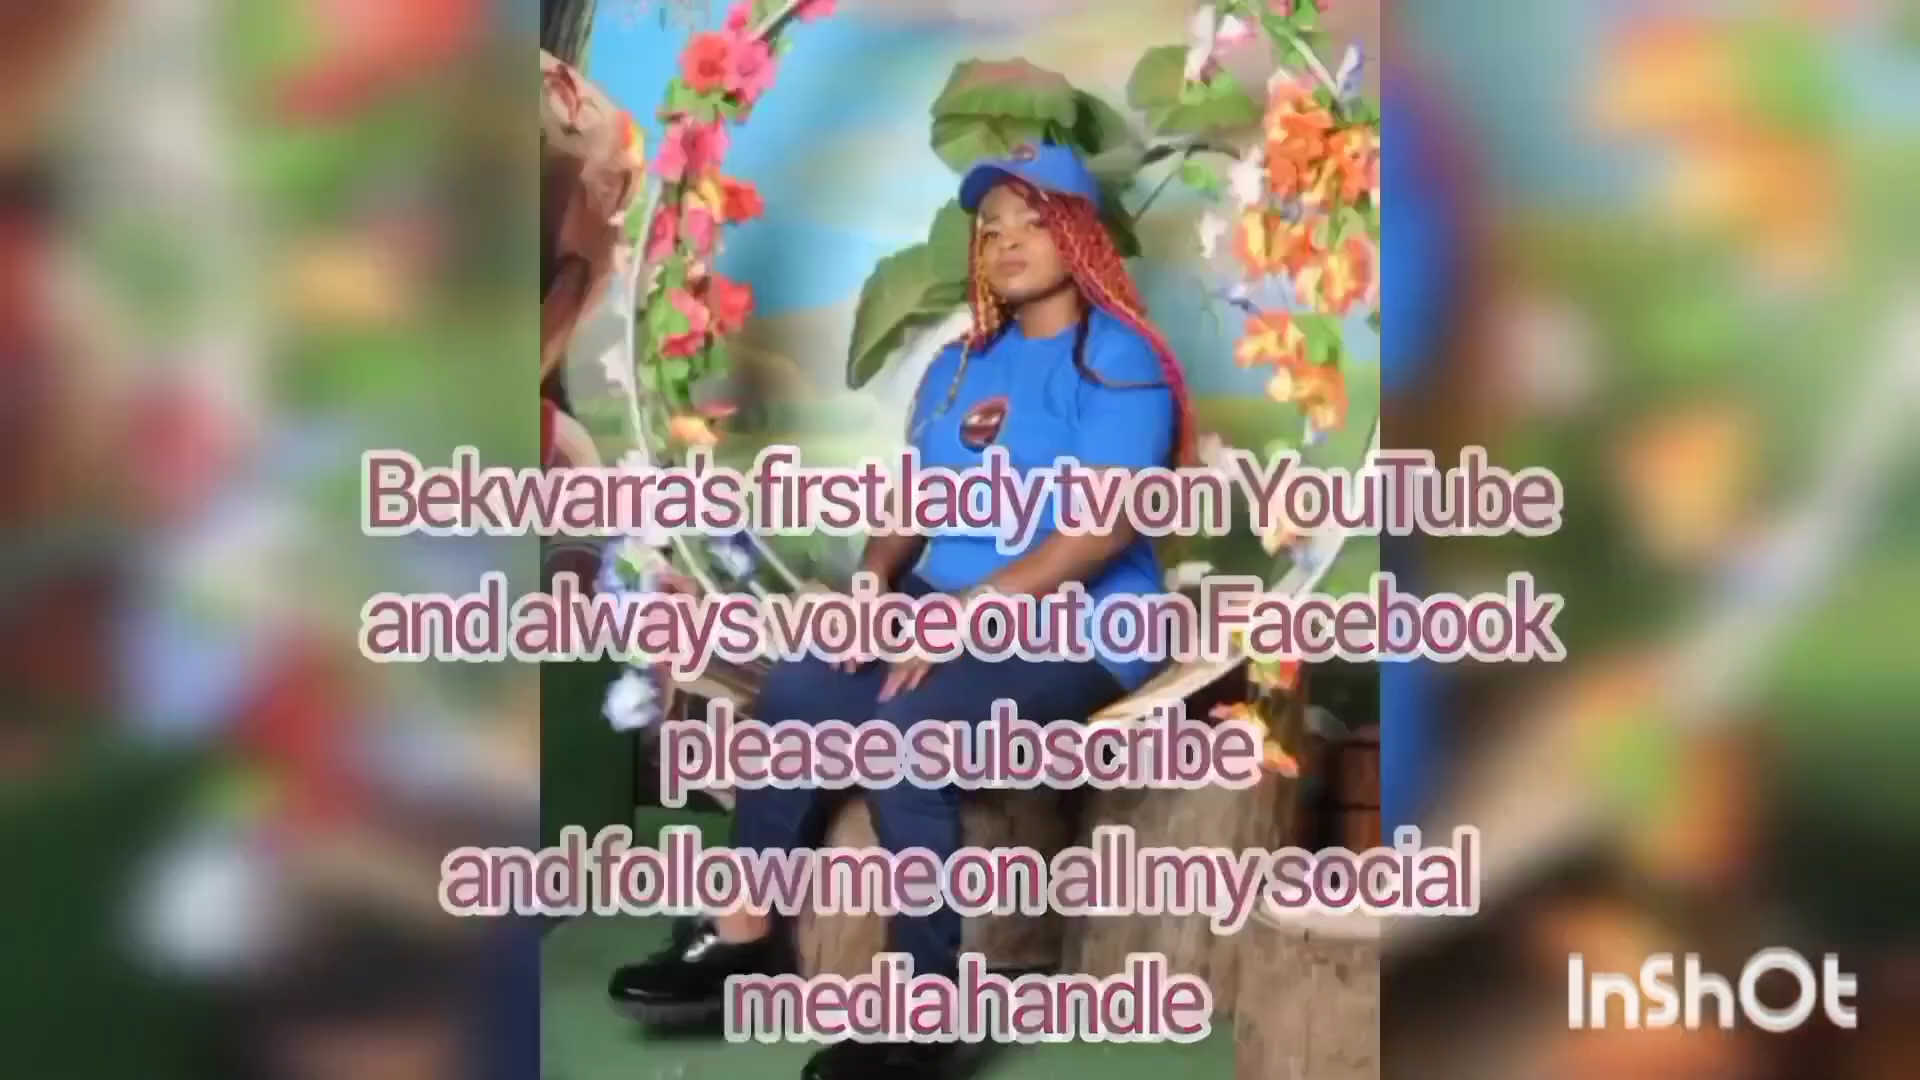 Bekwarra's first lady tv on YouTube
and always voice out on Facebook
please subscribe
and follow me on all my social
media handle
InShOt